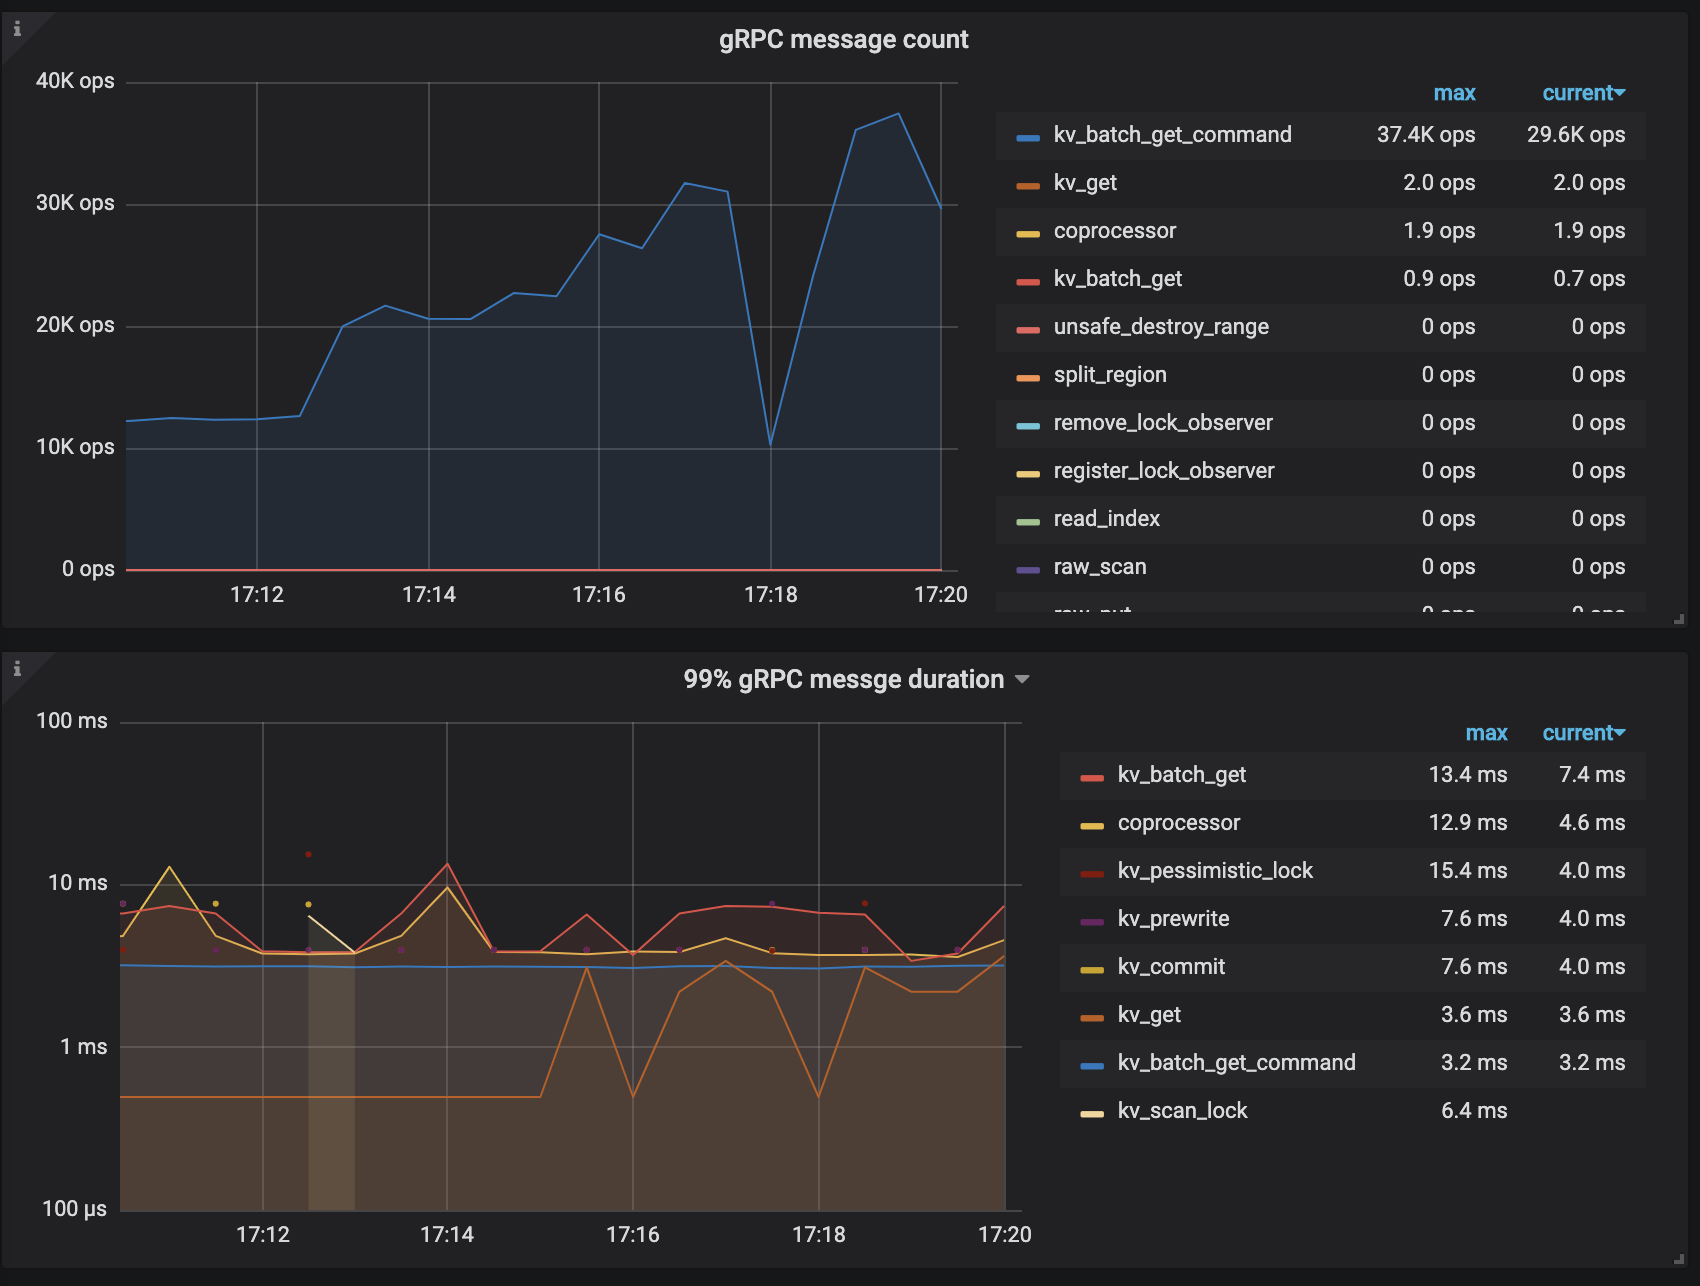 gRPC message count
40K ops
30K ops
20K ops
10K ops
0 ops
17:12 17:14 17:16 17:18 17:20
max current
kv_batch_get_command 37.4K ops 29.6K ops
kv_get 2.0 ops 2.0 ops
coprocessor 1.9 ops 1.9 ops
kv_batch_get 0.9 ops 0.7 ops
unsafe_destroy_range 0 ops 0 ops
split_region 0 ops 0 ops
remove_lock_observer 0 ops 0 ops
register_lock_observer 0 ops 0 ops
read_index 0 ops 0 ops
raw_scan 0 ops 0 ops
raw_put 0 ops 0 ops
99% gRPC messge duration
100 ms
10 ms
1 ms
100 µs
17:12 17:14 17:16 17:18 17:20
max current
kv_batch_get 13.4 ms 7.4 ms
coprocessor 12.9 ms 4.6 ms
kv_pessimistic_lock 15.4 ms 4.0 ms
kv_prewrite 7.6 ms 4.0 ms
kv_commit 7.6 ms 4.0 ms
kv_get 3.6 ms 3.6 ms
kv_batch_get_command 3.2 ms 3.2 ms
kv_scan_lock 6.4 ms